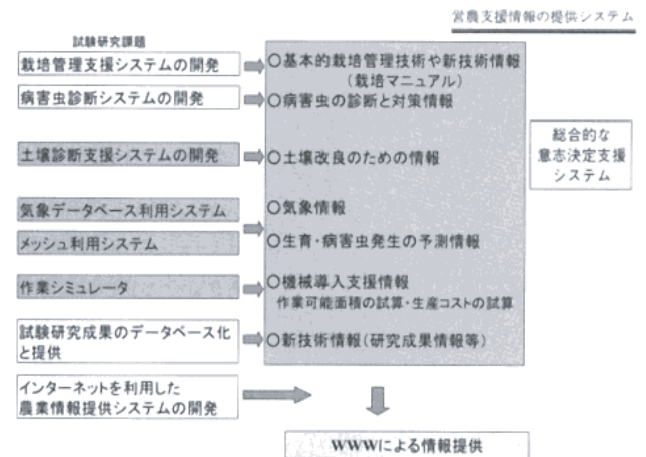 営農支援情報の提供システム
試験研究課題
栽培管理支援システムの開発
○基本的栽培管理技術や新技術情報
(栽培マニュアル)
病害虫診断システムの開発
○病害虫の診断と対策情報
土壌診断支援システムの開発
○土壌改良のための情報
総合的な
意志決定支援
システム
気象データベース利用システム
○気象情報
メッシュ利用システム
○生育・病害虫発生の予測情報
作業シミュレータ
○機械導入支援情報
作業可能面積の試算・生産コストの試算
試験研究成果のデータベース化
と提供
○新技術情報(研究成果情報等)
インターネットを利用した
農業情報提供システムの開発
WWWによる情報提供